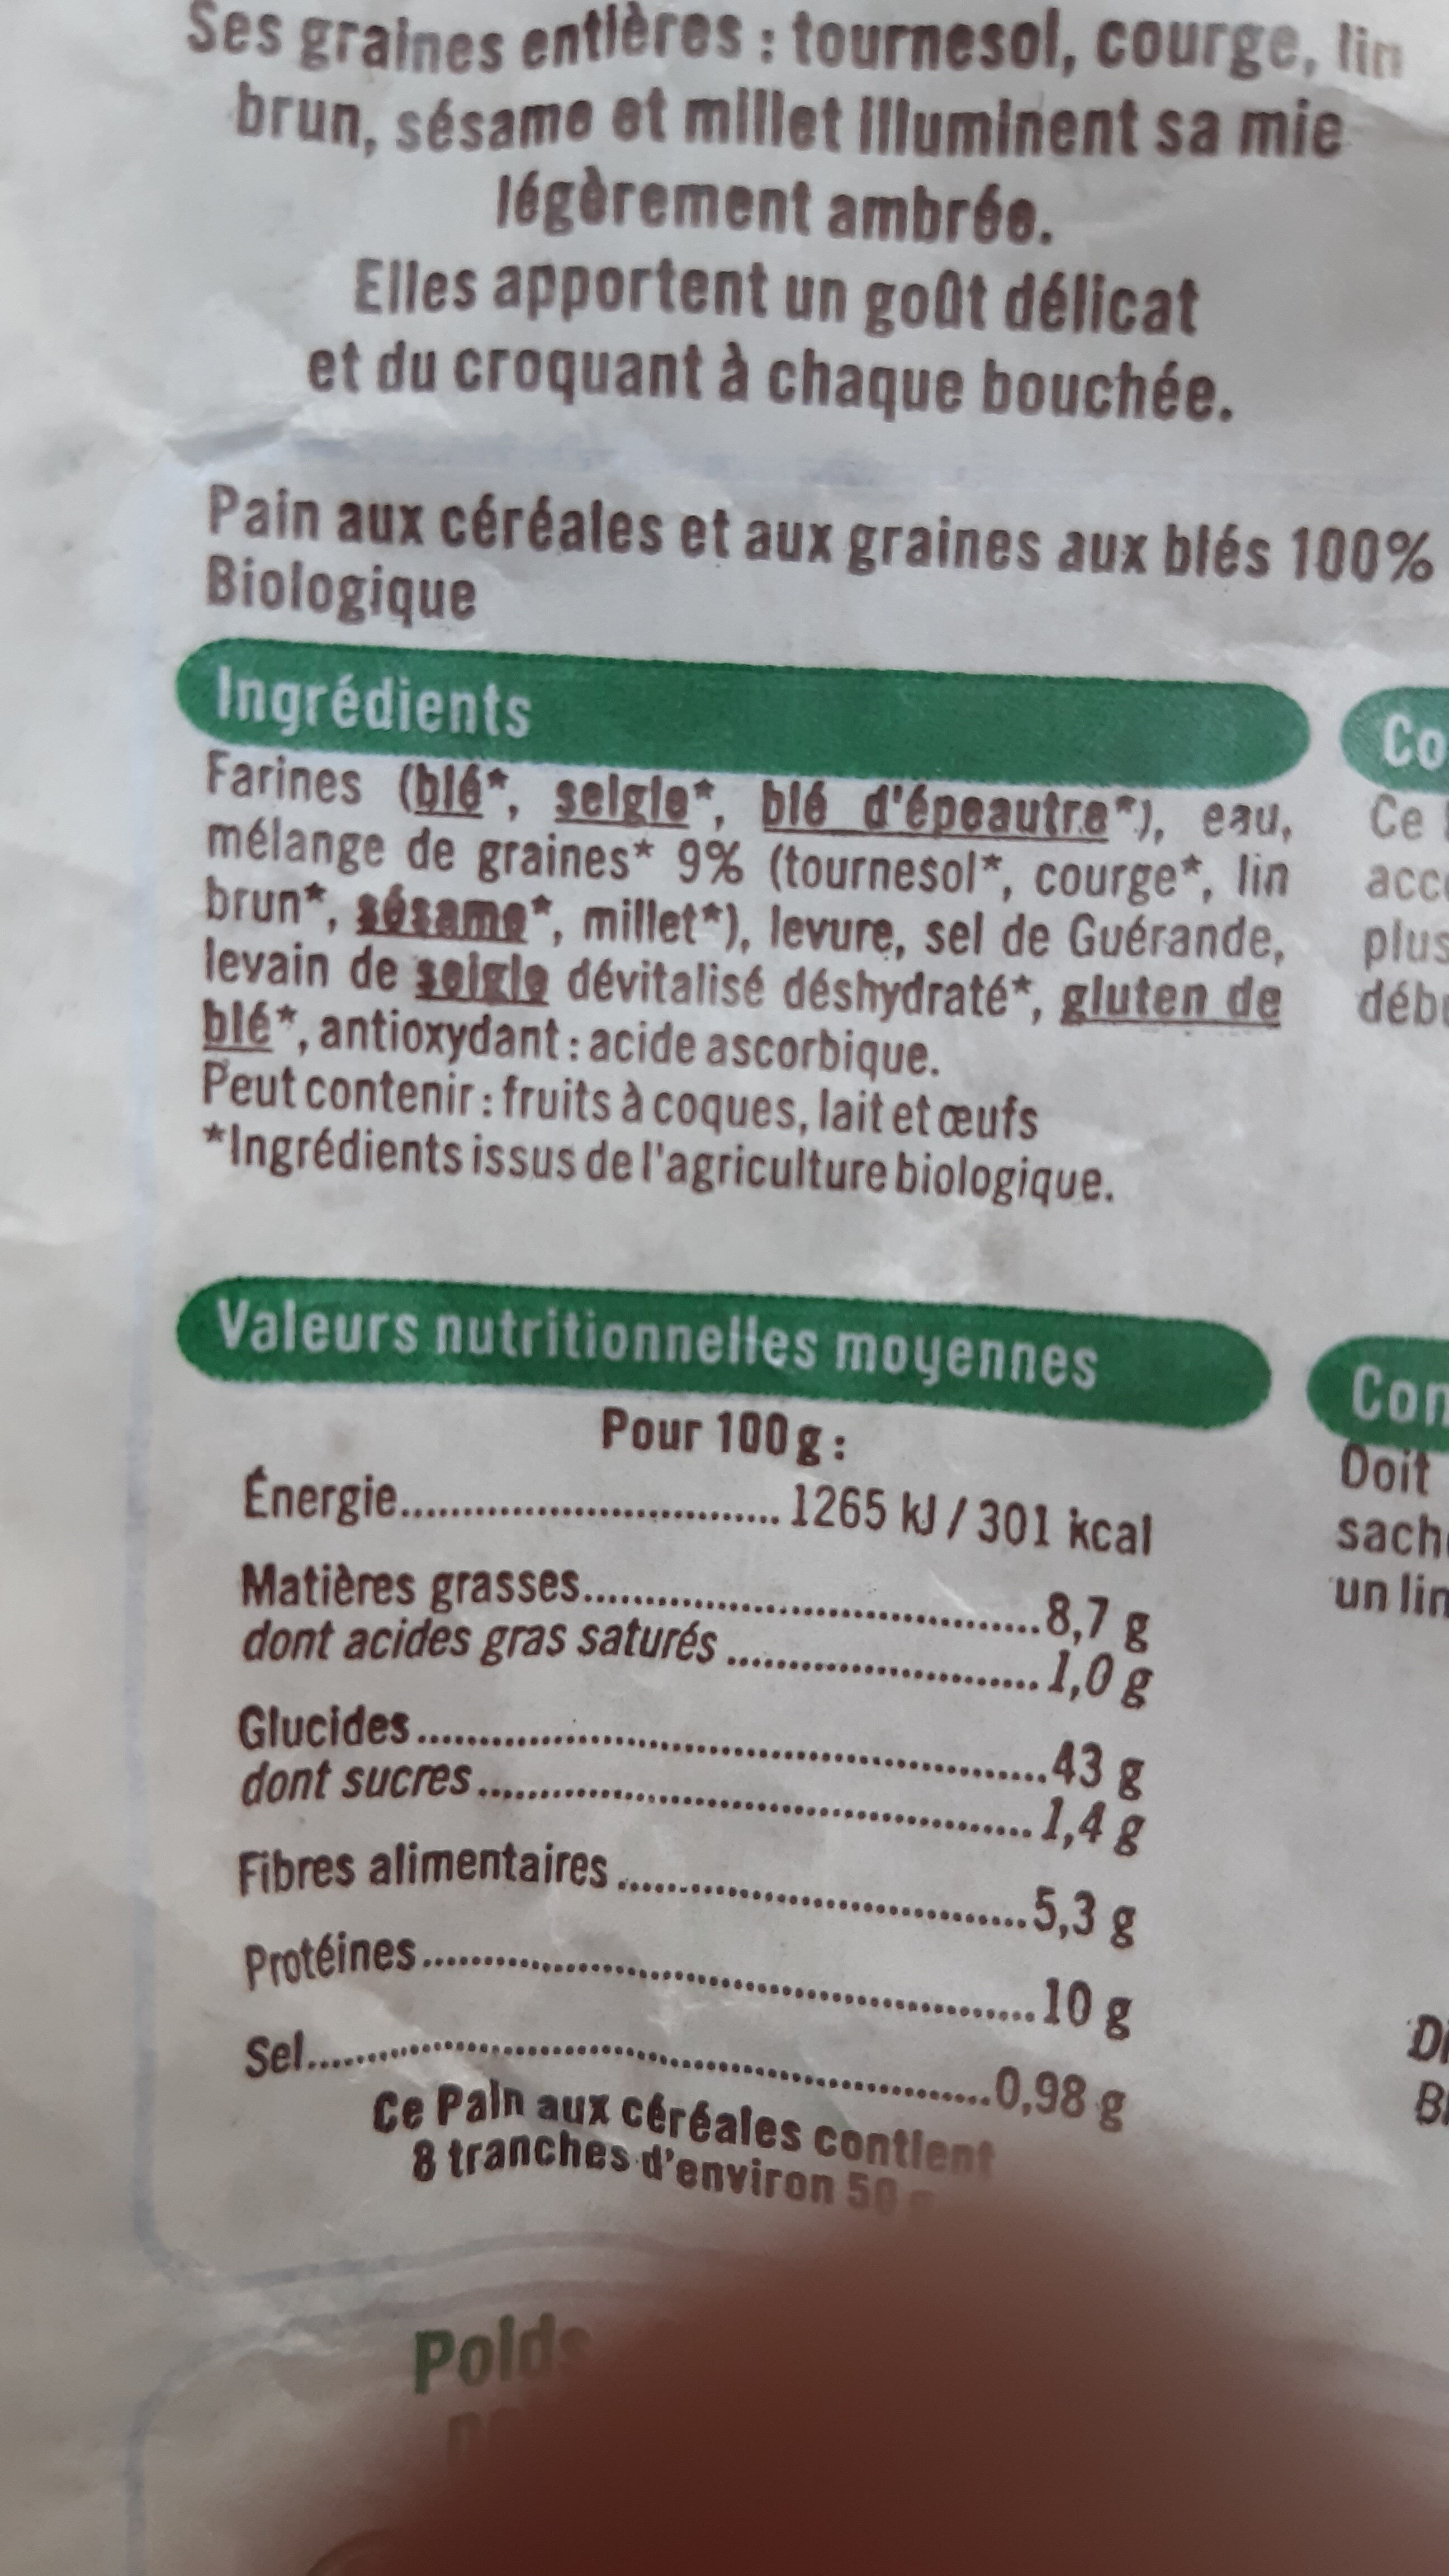 Ses graines entières : tournesol, courge, lin
brun, sésame et millet illuminent sa mie
légèrement ambrée.
Elles apportent un goût délicat
et du croquant à chaque bouchée.
Pain aux céréales et aux graines aux blés 100%
Biologique
Ingrédients
Farines (blé*, seigle*, blé d'épeautre*), eau,
mélange de graines* 9% (tournesol*, courge*, lin
brun*, sésame*, millet*), levure, sel de Guérande,
levain de seigle dévitalisé déshydraté*, gluten de
blé*, antioxydant : acide ascorbique.
Peut contenir : fruits à coques, lait et œufs
*Ingrédients issus de l'agriculture biologique.
Valeurs nutritionnelles moyennes
Pour 100 g :
Énergie.......... 1265 kJ / 301 kcal
Matières grasses..........8,7 g
dont acides gras saturés..........1,0 g
Glucides..........43 g
dont sucres..........1,4 g
Fibres alimentaires..........5,3 g
Protéines..........10 g
Sel..........0,98 g
Ce Pain aux céréales contient
8 tranches d'environ 50 g
Poids
Ce
plus
Doit
un